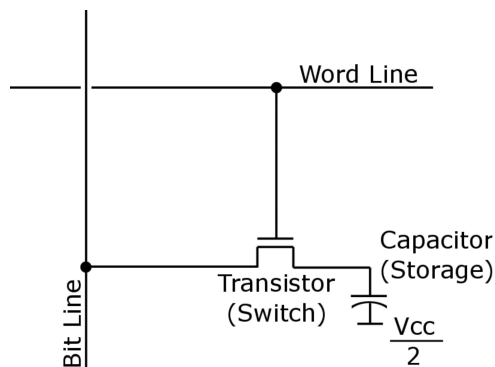 Word Line
Capacitor
(Storage)
Transistor
(Switch)
Bit Line
Vcc
2